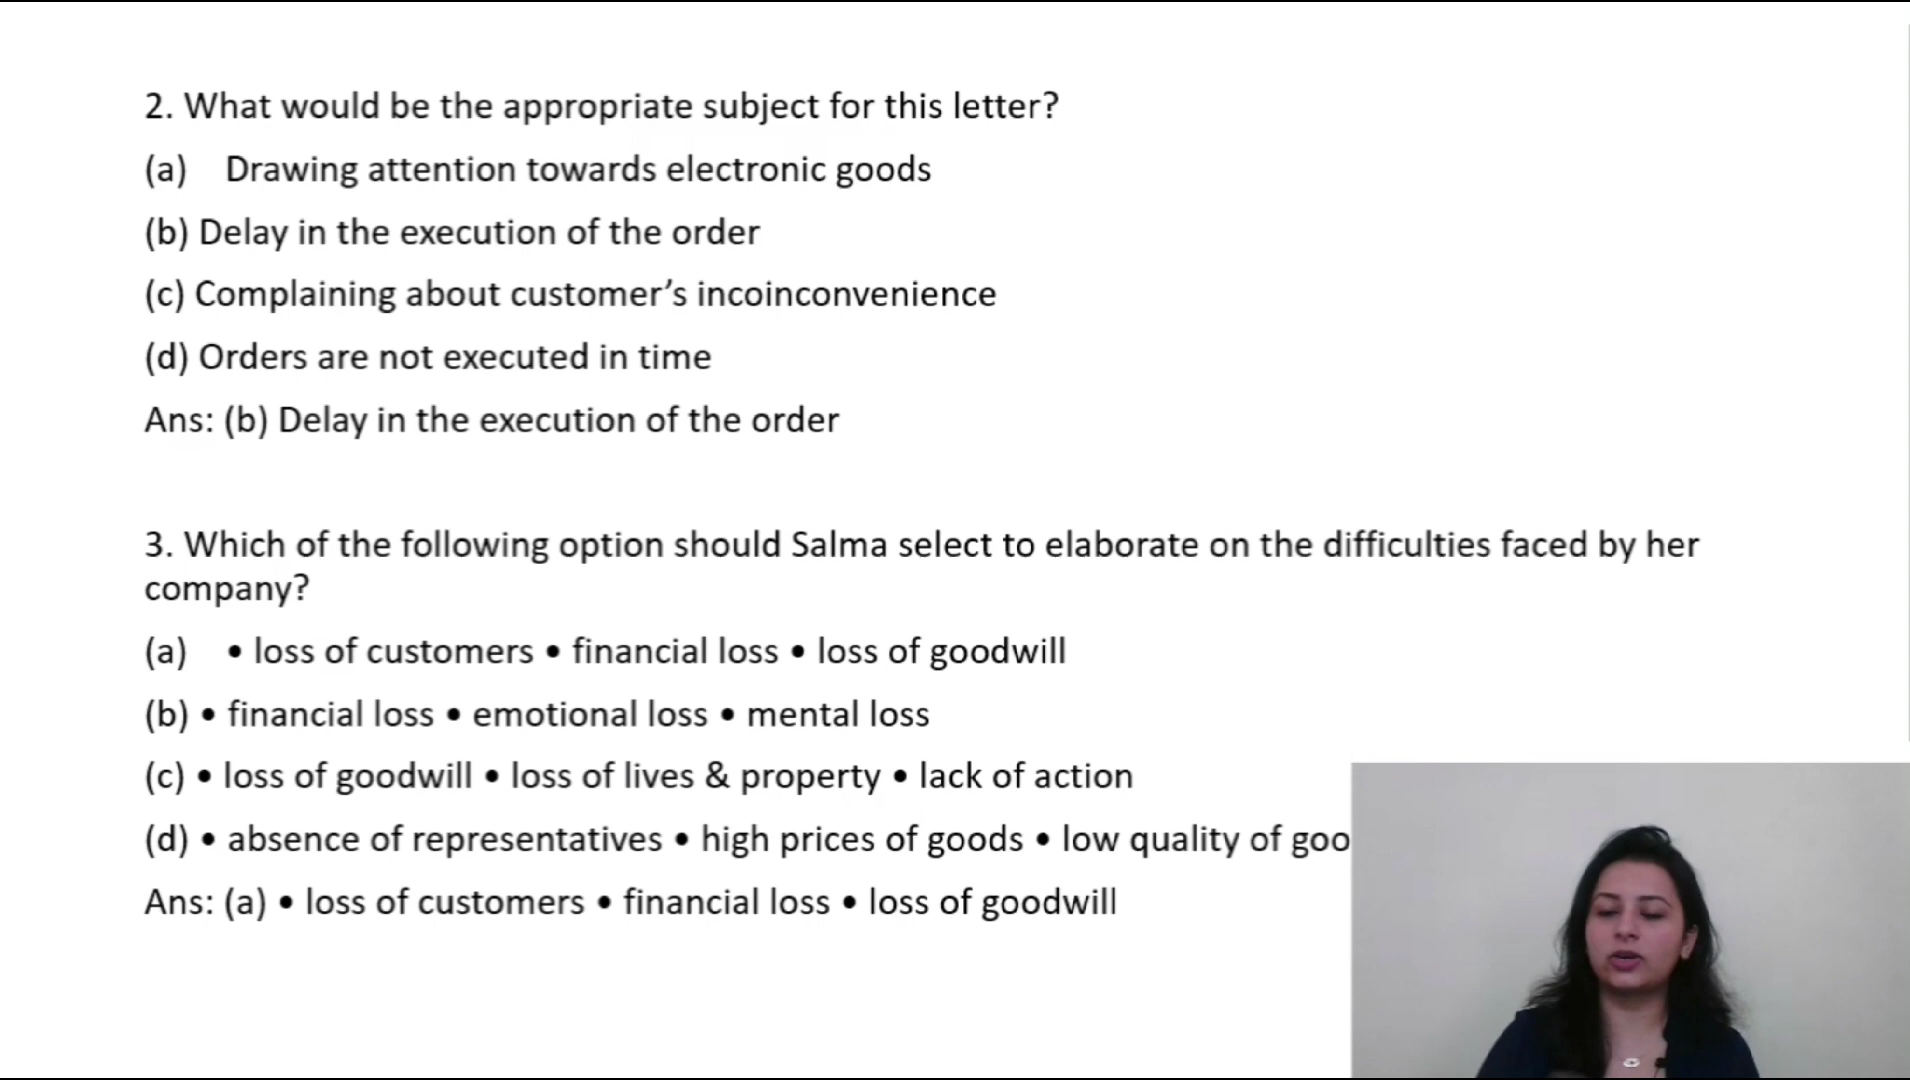 2. What would be the appropriate subject for this letter?
(a) Drawing attention towards electronic goods
(b) Delay in the execution of the order
(c) Complaining about customer’s incoinconvenience
(d) Orders are not executed in time
Ans: (b) Delay in the execution of the order
3. Which of the following option should Salma select to elaborate on the difficulties faced by her
company?
(a) • loss of customers • financial loss • loss of goodwill
(b) • financial loss • emotional loss • mental loss
(c) • loss of goodwill • loss of lives & property • lack of action
(d) • absence of representatives • high prices of goods • low quality of goo
Ans: (a) • loss of customers • financial loss • loss of goodwill